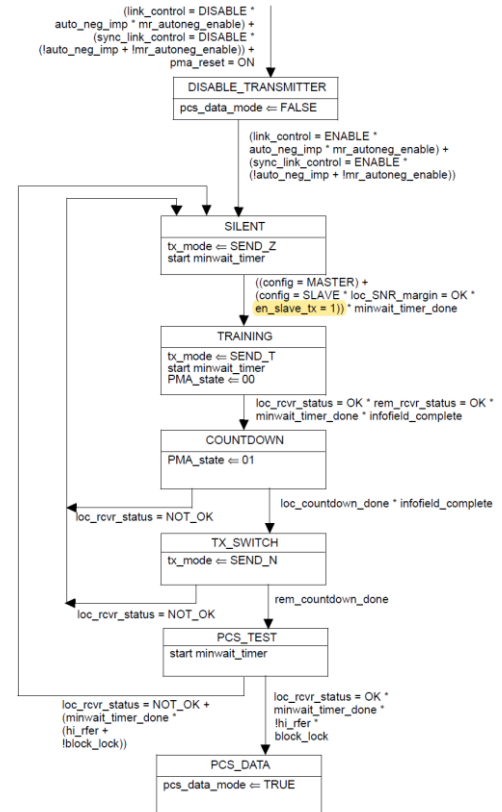 (link_control = DISABLE *
auto_neg_imp * mr_autoneg_enable) +
(sync_link_control = DISABLE *
(!auto_neg_imp + !mr_autoneg_enable)) +
pma_reset = ON
DISABLE_TRANSMITTER
pcs_data_mode ⇐ FALSE
(link_control = ENABLE *
auto_neg_imp * mr_autoneg_enable) +
(sync_link_control = ENABLE *
(!auto_neg_imp + !mr_autoneg_enable))
SILENT
tx_mode ⇐ SEND_Z
start minwait_timer
((config = MASTER) +
(config = SLAVE * loc_SNR_margin = OK *
en_slave_tx = 1)) * minwait_timer_done
TRAINING
tx_mode ⇐ SEND_T
start minwait_timer
PMA_state ⇐ 00
loc_rcvr_status = OK * rem_rcvr_status = OK *
minwait_timer_done * infofield_complete
COUNTDOWN
PMA_state ⇐ 01
loc_rcvr_status = NOT_OK
loc_countdown_done * infofield_complete
TX_SWITCH
tx_mode ⇐ SEND_N
loc_rcvr_status = NOT_OK
rem_countdown_done
PCS_TEST
start minwait_timer
loc_rcvr_status = NOT_OK +
(minwait_timer_done *
(hi_rfer +
!block_lock))
loc_rcvr_status = OK *
minwait_timer_done *
!hi_rfer *
block_lock
PCS_DATA
pcs_data_mode ⇐ TRUE